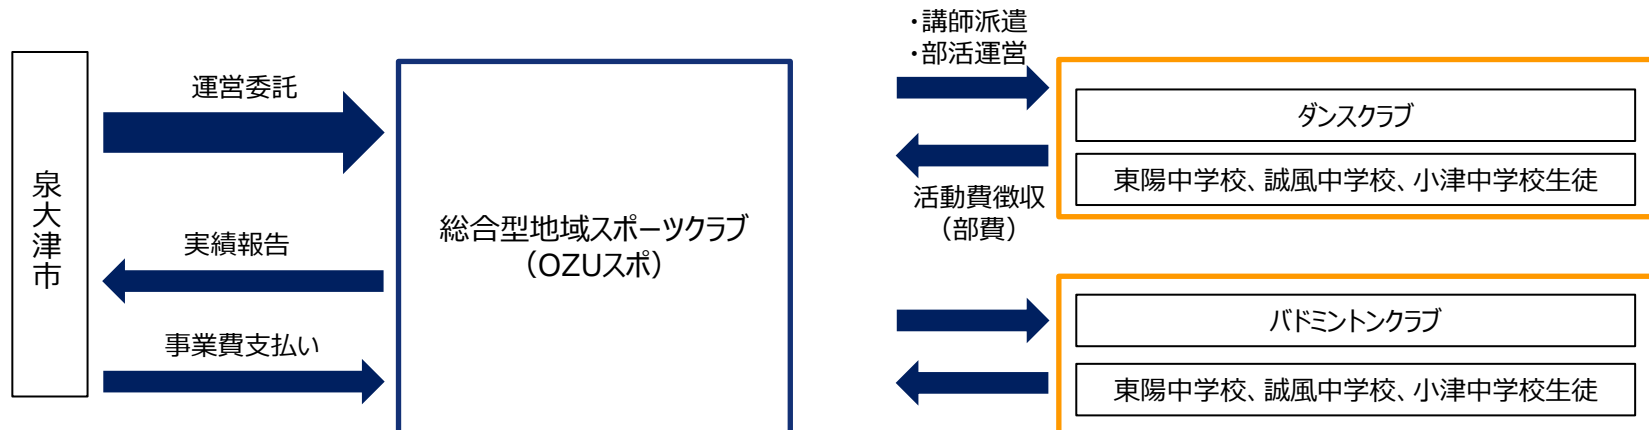 泉大津市
運営委託
実績報告
事業費支払い
総合型地域スポーツクラブ
（OZUスポ）
・講師派遣
・部活運営
活動費徴収
（部費）
ダンスクラブ
東陽中学校、誠風中学校、小津中学校生徒
バドミントンクラブ
東陽中学校、誠風中学校、小津中学校生徒